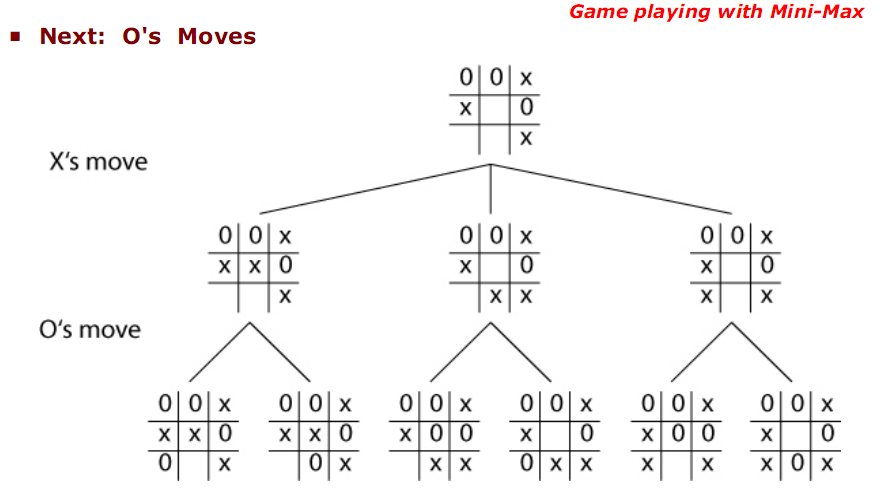 Game playing with Mini-Max
Next: O's Moves
0 0 x
x 0
x
X's move
0 0 x 0 0 x 0 0 x
x x 0 x 0 x 0
x x x x x
O's move
0 0 x 0 0 x 0 0 x 0 0 x 0 0 x 0 0 x
x x 0 x x 0 x 0 0 x 0 x 0 0 x 0
0 x 0 x x x 0 x x x x x 0 x